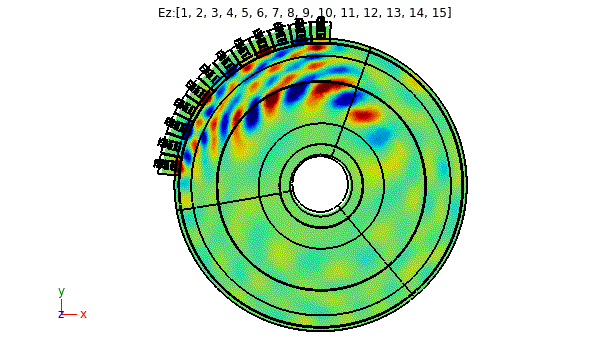 Ez:[1, 2, 3, 4, 5, 6, 7, 8, 9, 10, 11, 12, 13, 14, 15]
y
z x